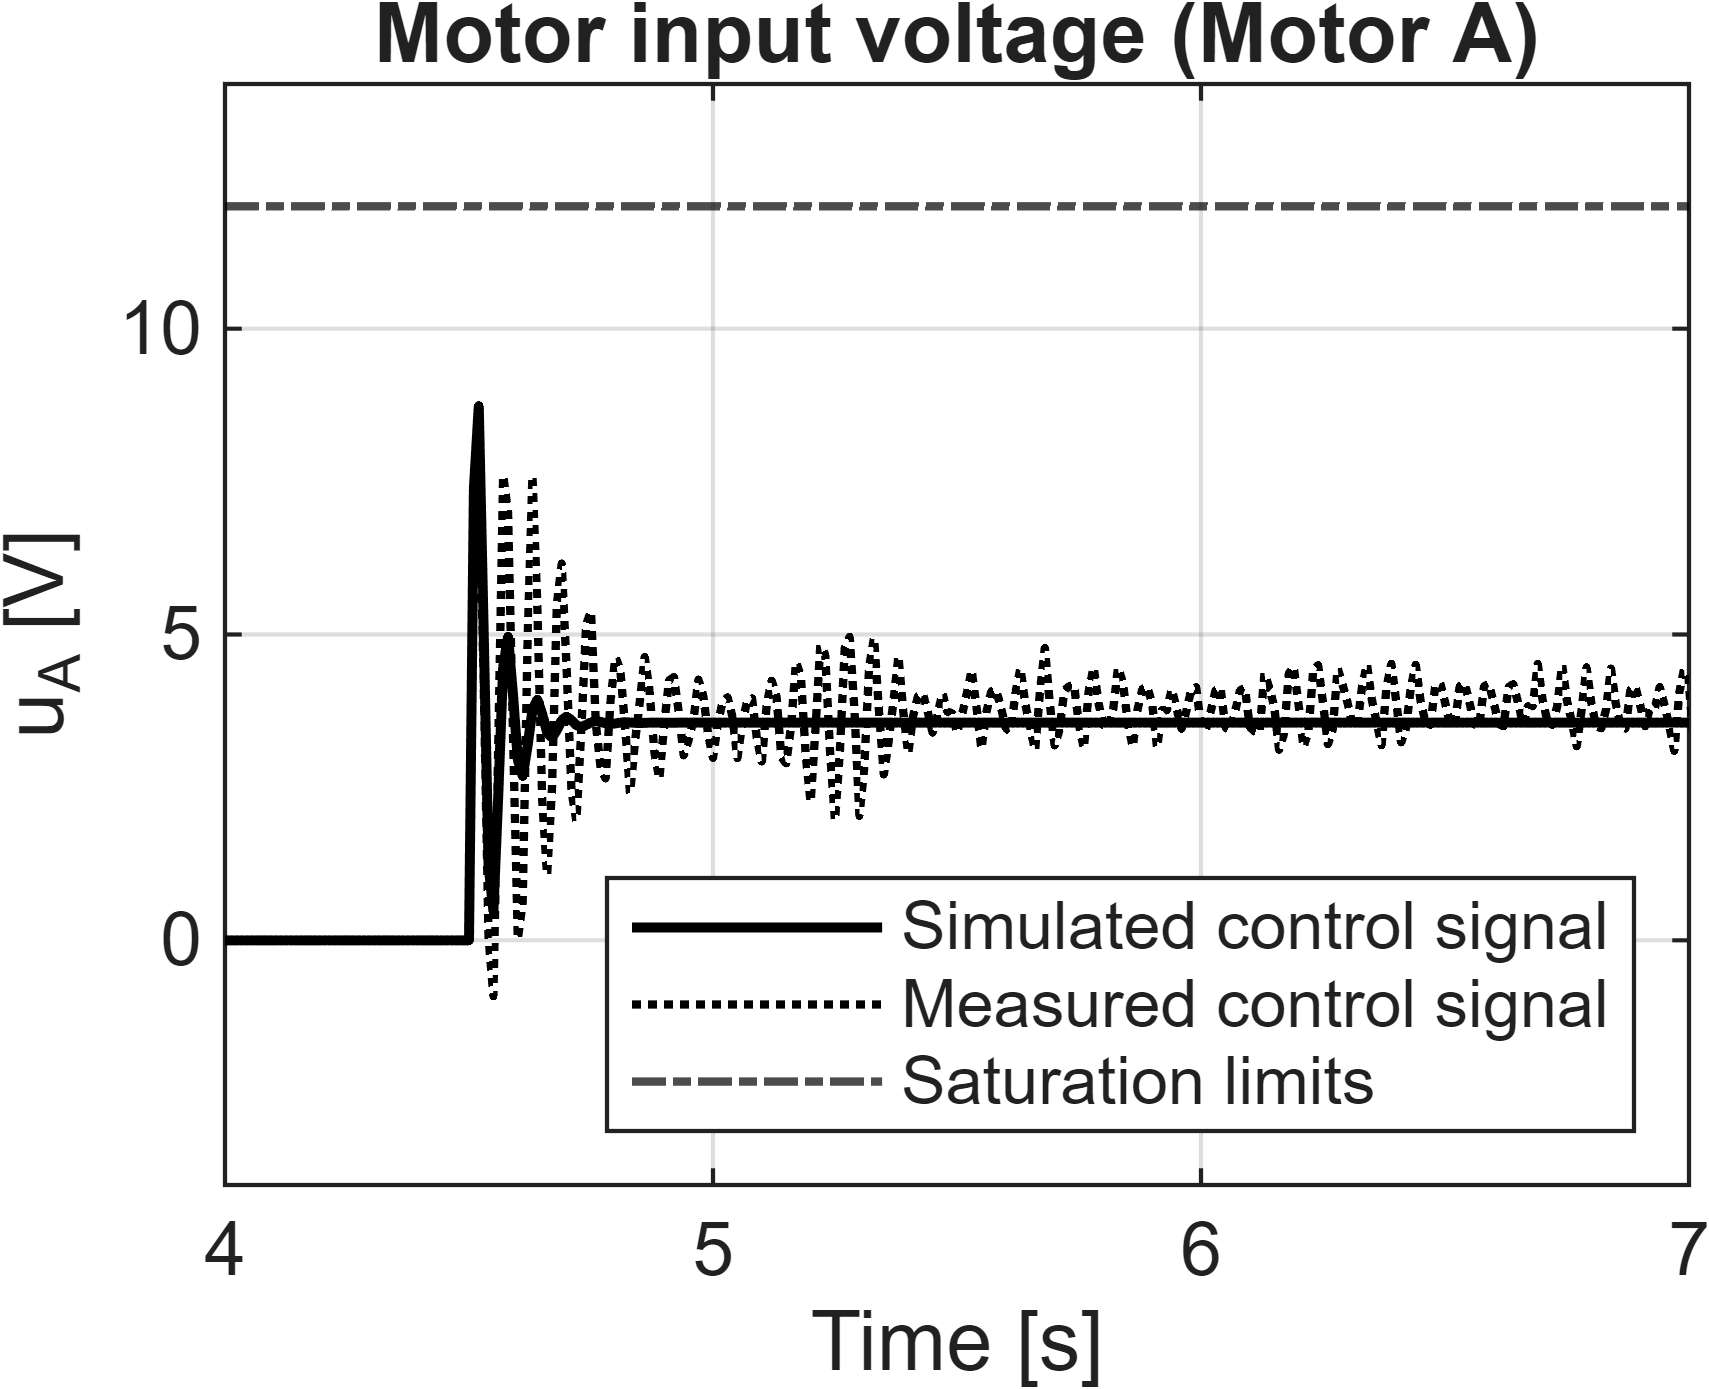 Motor input voltage (Motor A)
10
5
0
u_A [V]
Simulated control signal
Measured control signal
Saturation limits
4 5 6 7
Time [s]